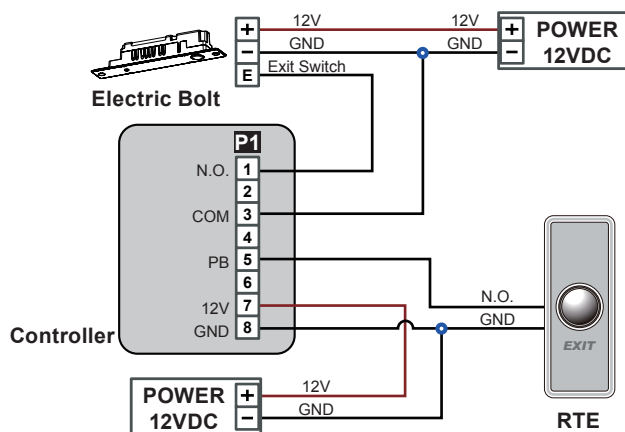 12V 12V
+ + POWER
GND GND
- - 12VDC
E Exit Switch
Electric Bolt
P1
N.O. 1
2
COM 3
4
PB 5
6
N.O.
12V 7
GND
GND 8
Controller
EXIT
12V
POWER +
GND
12VDC -
RTE